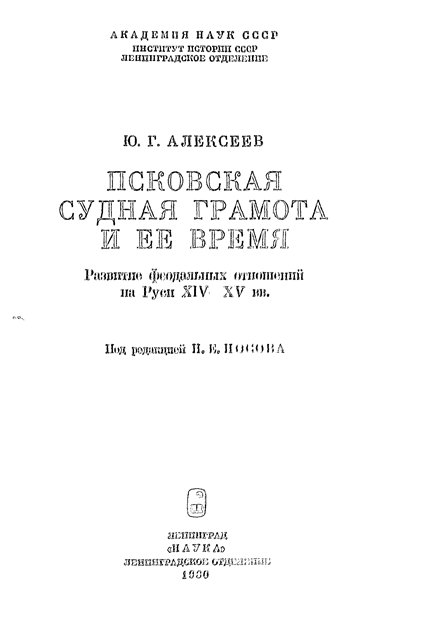 АКАДЕМИЯ НАУК СССР
ИНСТИТУТ ИСТОРИИ СССР
ЛЕНИНГРАДСКОЕ ОТДЕЛЕНИЕ
Ю. Г. АЛЕКСЕЕВ
ПСКОВСКАЯ
СУДНАЯ ГРАМОТА
И ЕЕ ВРЕМЯ
Развитие феодальных отношений
на Руси XIV XV вв.
Под редакцией Н. Е. НОСОВА
ЛЕНИНГРАД
«НАУКА»
ЛЕНИНГРАДСКОЕ ОТДЕЛЕНИЕ
1980